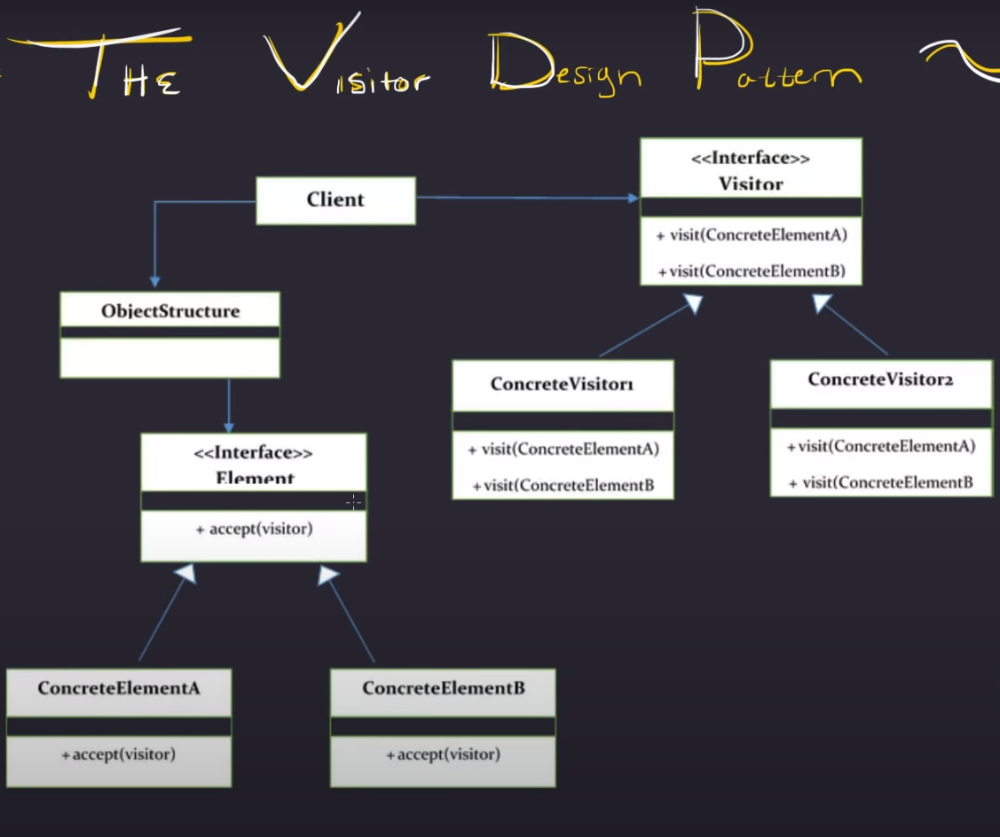 THE Visitor Design Pattern ~
Client
<<Interface>>
Visitor
+ visit(ConcreteElementA)
+visit(ConcreteElementB)
ObjectStructure
ConcreteVisitor1
+ visit(ConcreteElementA)
+visit(ConcreteElementB
ConcreteVisitor2
+visit(ConcreteElementA)
+ visit(ConcreteElementB
<<Interface>>
Element
+ accept(visitor)
ConcreteElementA
+accept(visitor)
ConcreteElementB
+accept(visitor)